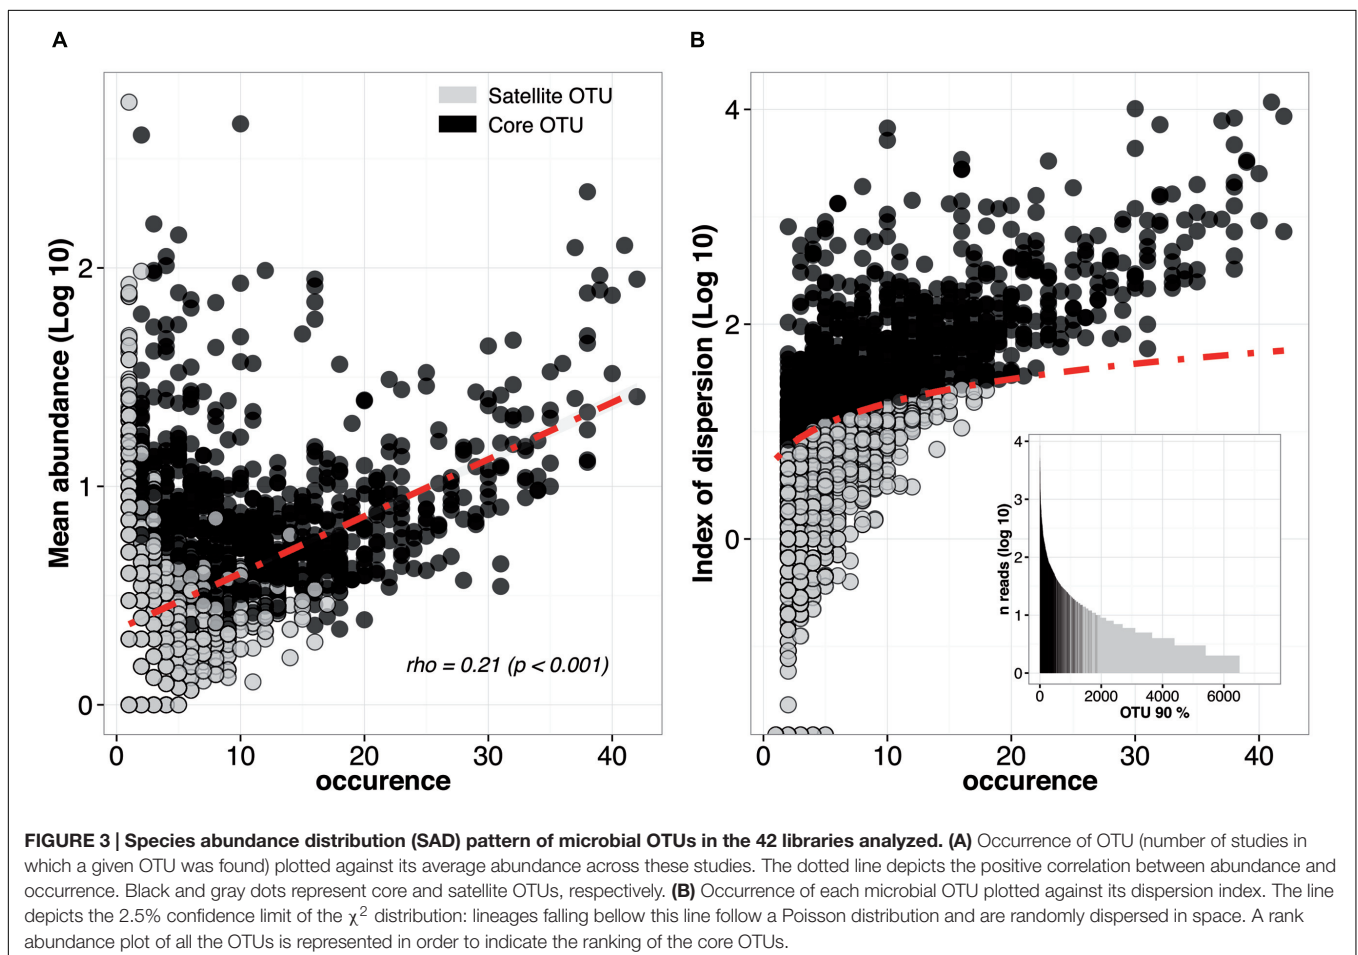 A
B
Satellite OTU
Core OTU
Mean abundance (Log 10)
2
1
0
rho = 0.21 (p < 0.001)
0 10 20 30 40
occurence
Index of dispersion (Log 10)
4
2
0
0 10 20 30 40
occurence
n reads (log 10)
4
3
2
1
0
0 2000 4000 6000
OTU 90 %
FIGURE 3 | Species abundance distribution (SAD) pattern of microbial OTUs in the 42 libraries analyzed. (A) Occurrence of OTU (number of studies in
which a given OTU was found) plotted against its average abundance across these studies. The dotted line depicts the positive correlation between abundance and
occurrence. Black and gray dots represent core and satellite OTUs, respectively. (B) Occurrence of each microbial OTU plotted against its dispersion index. The line
depicts the 2.5% confidence limit of the χ² distribution: lineages falling bellow this line follow a Poisson distribution and are randomly dispersed in space. A rank
abundance plot of all the OTUs is represented in order to indicate the ranking of the core OTUs.